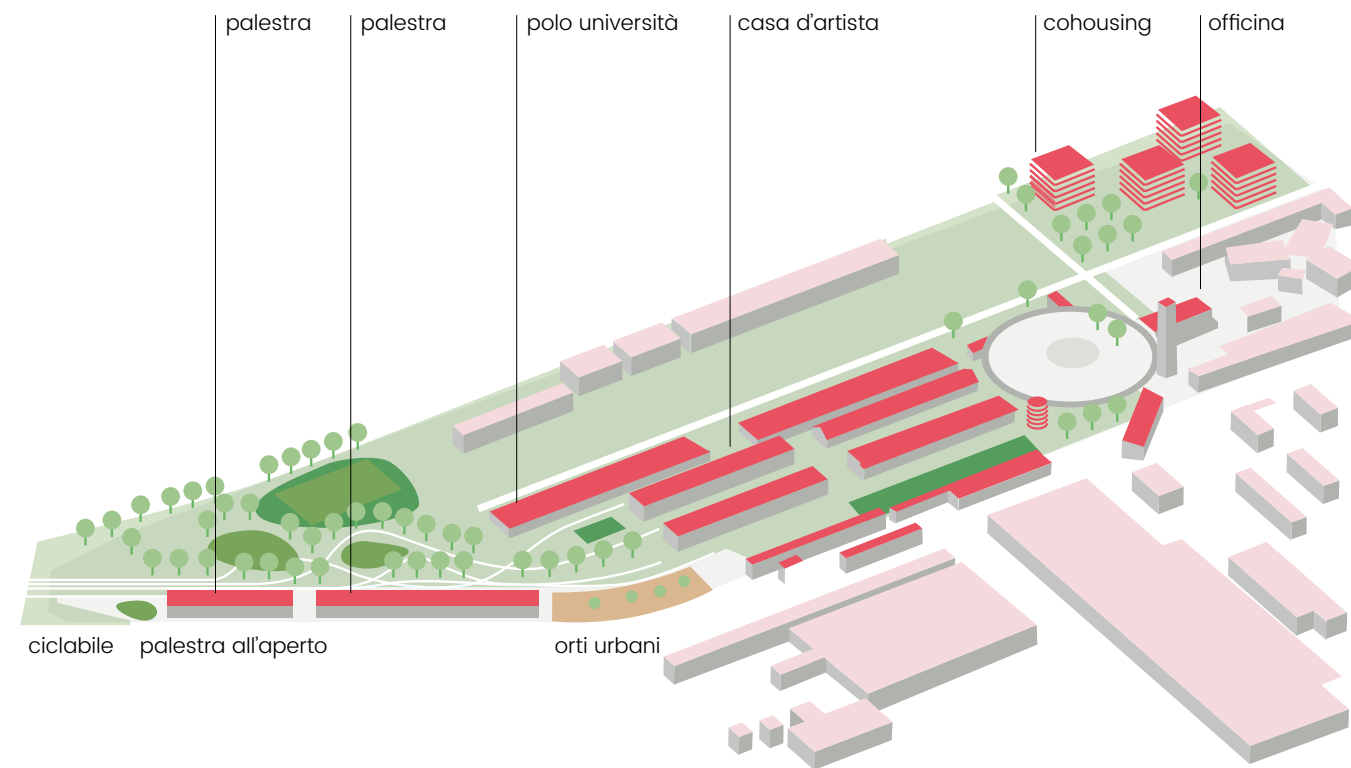 palestra
palestra
polo università
casa d’artista
cohousing
officina
ciclabile
palestra all’aperto
orti urbani